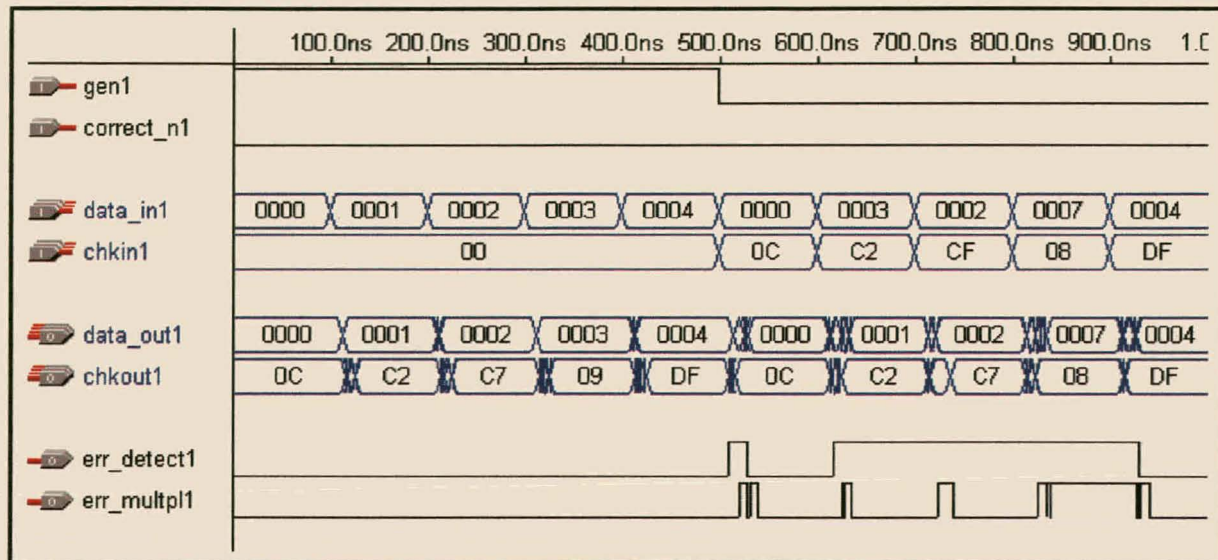 100.0ns 200.0ns 300.0ns 400.0ns 500.0ns 600.0ns 700.0ns 800.0ns 900.0ns 1.0
gen1
correct_n1
data_in1 0000 0001 0002 0003 0004 0000 0003 0002 0007 0004
chkin1 00 0C C2 CF 08 DF
data_out1 0000 0001 0002 0003 0004 0000 0001 0002 0007 0004
chkout1 0C C2 C7 09 DF 0C C2 C7 08 DF
err_detect1
err_multpl1